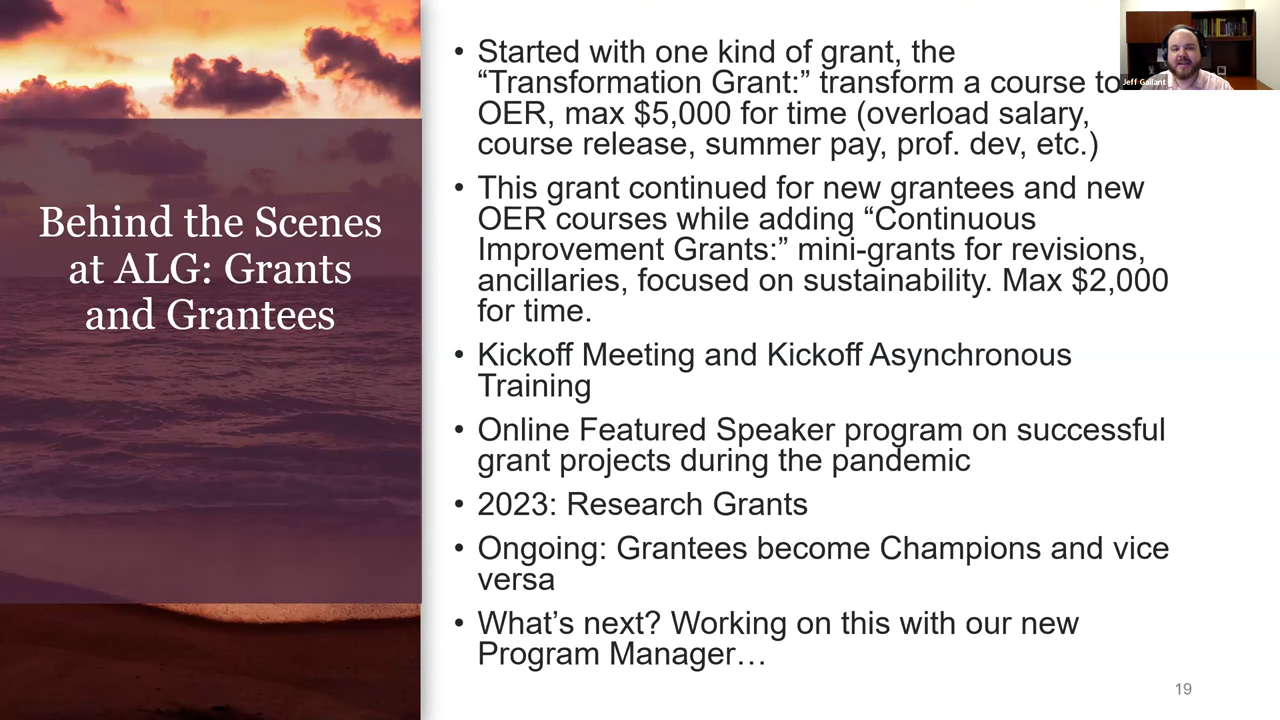 Behind the Scenes
at ALG: Grants
and Grantees
• Started with one kind of grant, the
“Transformation Grant:” transform a course to
OER, max $5,000 for time (overload salary,
course release, summer pay, prof. dev, etc.)
• This grant continued for new grantees and new
OER courses while adding “Continuous
Improvement Grants:” mini-grants for revisions,
ancillaries, focused on sustainability. Max $2,000
for time.
• Kickoff Meeting and Kickoff Asynchronous
Training
• Online Featured Speaker program on successful
grant projects during the pandemic
• 2023: Research Grants
• Ongoing: Grantees become Champions and vice
versa
• What’s next? Working on this with our new
Program Manager…
19
Jeff Gallant